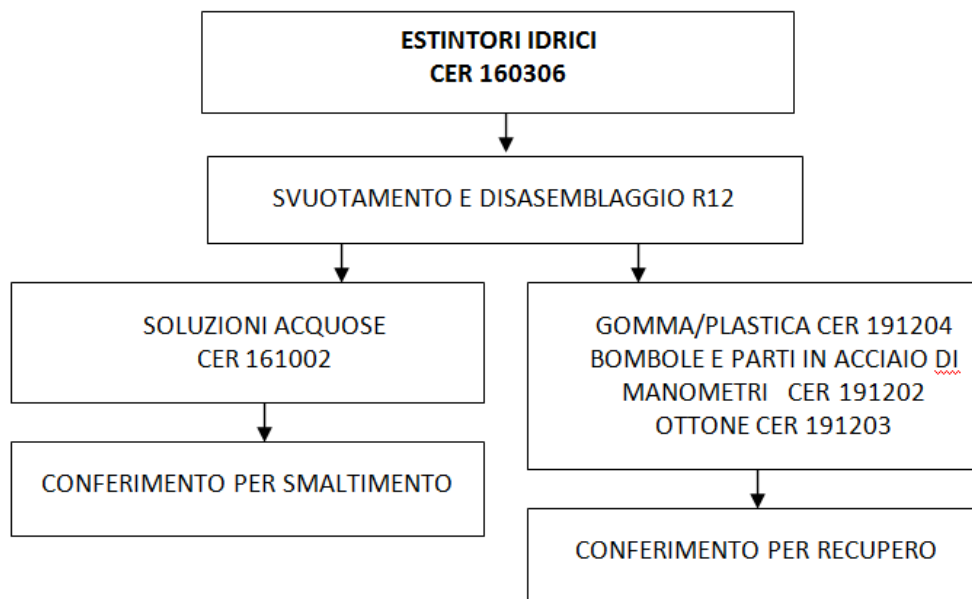 ESTINTORI IDRICI
CER 160306
SVUOTAMENTO E DISASEMBLAGGIO R12
SOLUZIONI ACQUOSE
CER 161002
CONFERIMENTO PER SMALTIMENTO
GOMMA/PLASTICA CER 191204
BOMBOLE E PARTI IN ACCIAIO DI
MANOMETRI CER 191202
OTTONE CER 191203
CONFERIMENTO PER RECUPERO